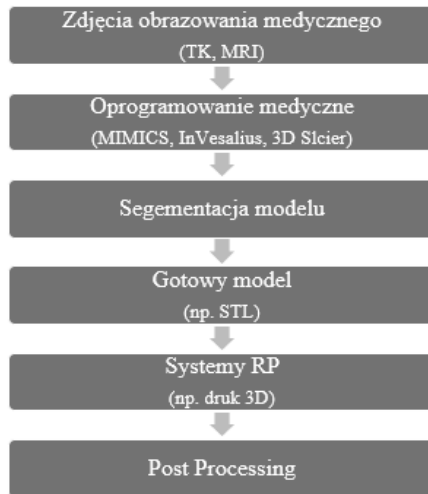 Zdjęcia obrazowania medycznego
(TK, MRI)
Oprogramowanie medyczne
(MIMICS, InVesalius, 3D Slcier)
Segementacja modelu
Gotowy model
(np. STL)
Systemy RP
(np. druk 3D)
Post Processing